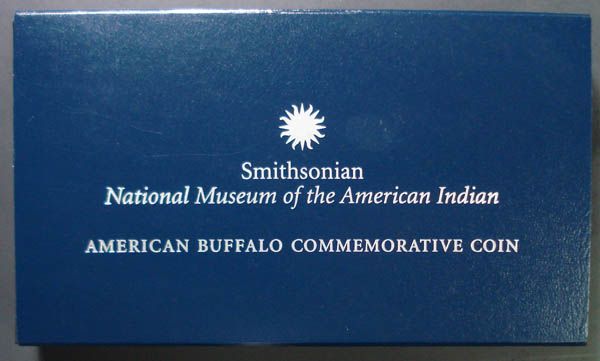 Smithsonian
National Museum of the American Indian
AMERICAN BUFFALO COMMEMORATIVE COIN